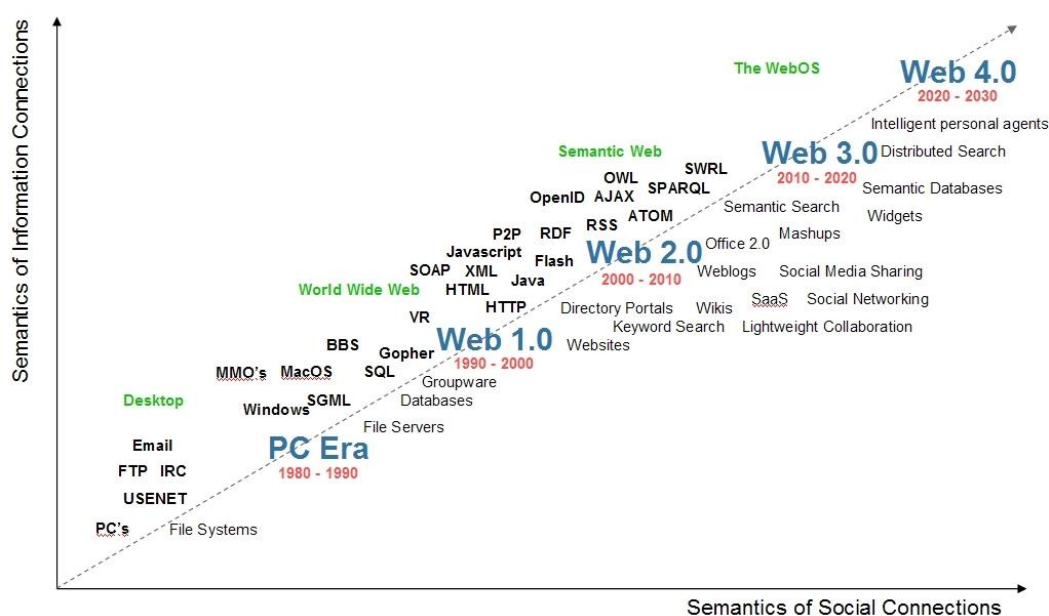 Semantics of Information Connections
The WebOS
Web 4.0
2020 - 2030
Intelligent personal agents
Semantic Web
Web 3.0
Distributed Search
2010 - 2020
SWRL
OWL
SPARQL
Semantic Databases
OpenID
AJAX
Semantic Search
ATOM
Widgets
RSS
P2P
RDF
Mashups
Office 2.0
Javascript
Web 2.0
Flash
SOAP
XML
Weblogs
Social Media Sharing
2000 - 2010
Java
World Wide Web
HTML
SaaS
Social Networking
HTTP
Directory Portals
Wikis
VR
Keyword Search
Lightweight Collaboration
Web 1.0
BBS
Websites
Gopher
1990 - 2000
MMO's
MacOS
SQL
Groupware
Desktop
SGML
Databases
Windows
File Servers
Email
PC Era
FTP
IRC
1980 - 1990
USENET
PC's
File Systems
Semantics of Social Connections